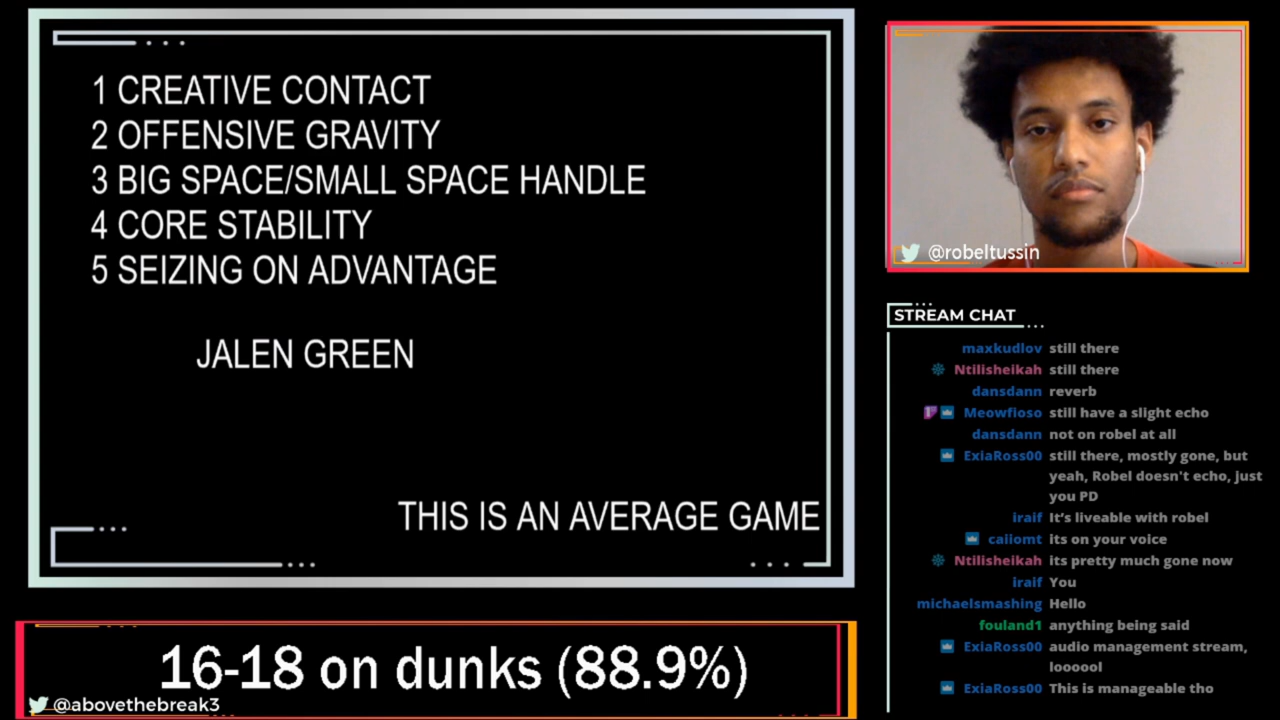 1 CREATIVE CONTACT
2 OFFENSIVE GRAVITY
3 BIG SPACE/SMALL SPACE HANDLE
4 CORE STABILITY
5 SEIZING ON ADVANTAGE
JALEN GREEN
THIS IS AN AVERAGE GAME
16-18 on dunks (88.9%)
@abovethebreak3
@robeltussin
STREAM CHAT
maxkudlov still there
Ntilisheikah still there
dansdann reverb
Meowfioso still have a slight echo
dansdann not on robel at all
ExiaRoss00 still there, mostly gone, but
yeah, Robel doesn't echo, just
you PD
iraif It's liveable with robel
caiiomt its on your voice
Ntilisheikah its pretty much gone now
iraif You
michaelsmashing Hello
fouland1 anything being said
ExiaRoss00 audio management stream,
loooool
ExiaRoss00 This is manageable tho